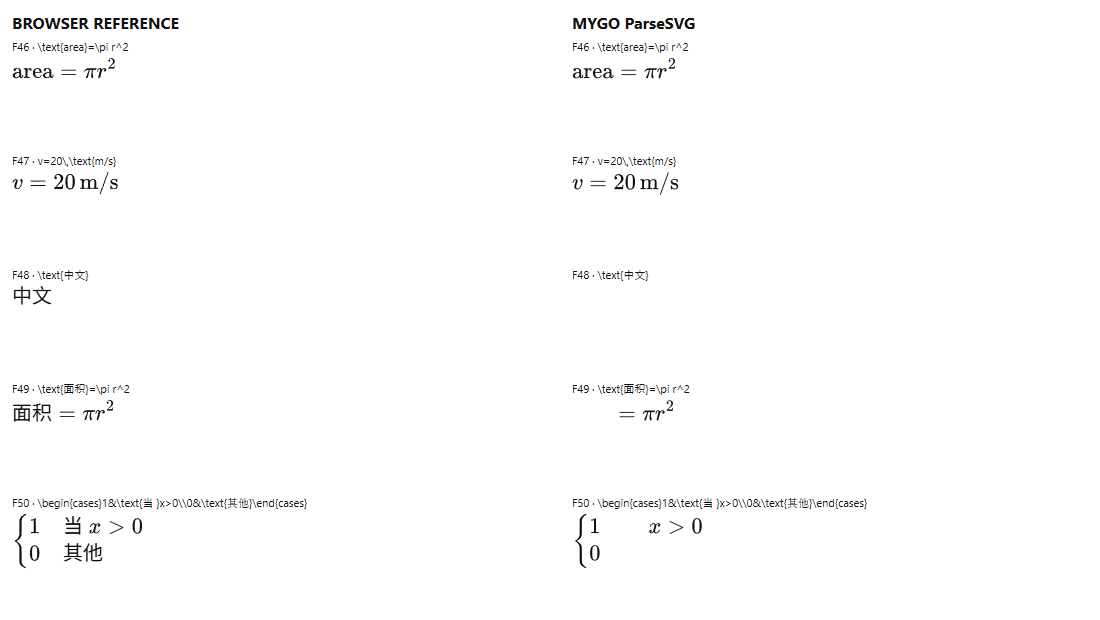 BROWSER REFERENCE
F46 · \text{area}=\pi r^2
area = πr²
F47 · v=20\,\text{m/s}
v = 20 m/s
F48 · \text{中文}
中文
F49 · \text{面积}=\pi r^2
面积 = πr²
F50 · \begin{cases}1&\text{当 }x>0\\0&\text{其他}\end{cases}
{1 当 x > 0
0 其他
MYGO ParseSVG
F46 · \text{area}=\pi r^2
area = πr²
F47 · v=20\,\text{m/s}
v = 20 m/s
F48 · \text{中文}
F49 · \text{面积}=\pi r^2
= πr²
F50 · \begin{cases}1&\text{当 }x>0\\0&\text{其他}\end{cases}
{1 x > 0
0